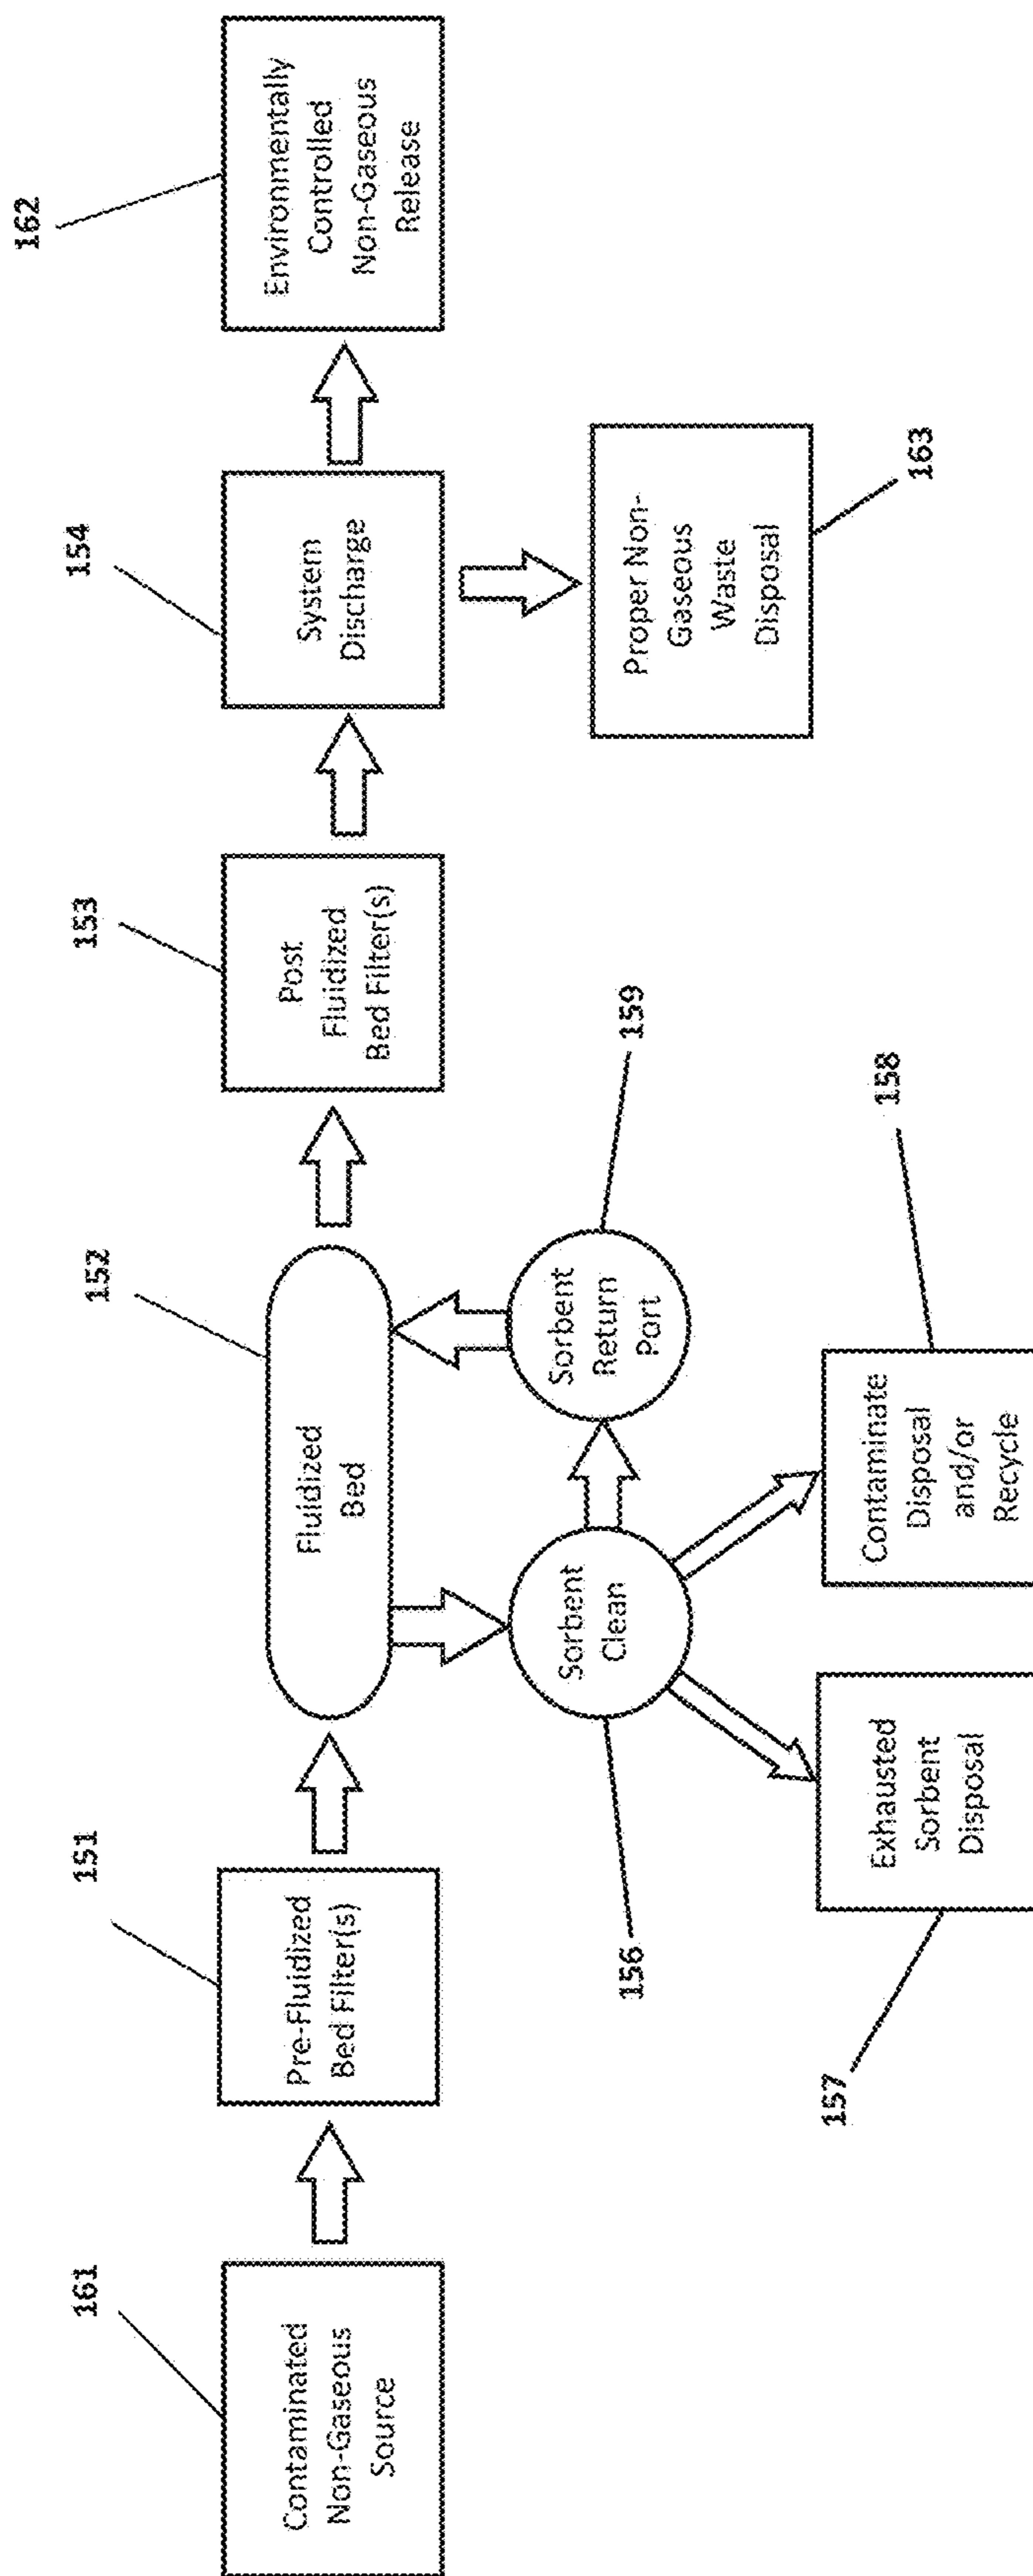 161
Contaminated
Non-Gaseous
Source
151
Pre-Fluidized
Bed Filter(s)
152
Fluidized
Bed
153
Post
Fluidized
Bed Filter(s)
154
System
Discharge
162
Environmentally
Controlled
Non-Gaseous
Release
156
Sorbent
Clean
159
Sorbent
Return
Port
163
Proper Non-
Gaseous
Waste
Disposal
157
Exhausted
Sorbent
Disposal
158
Contaminate
Disposal
and/or
Recycle